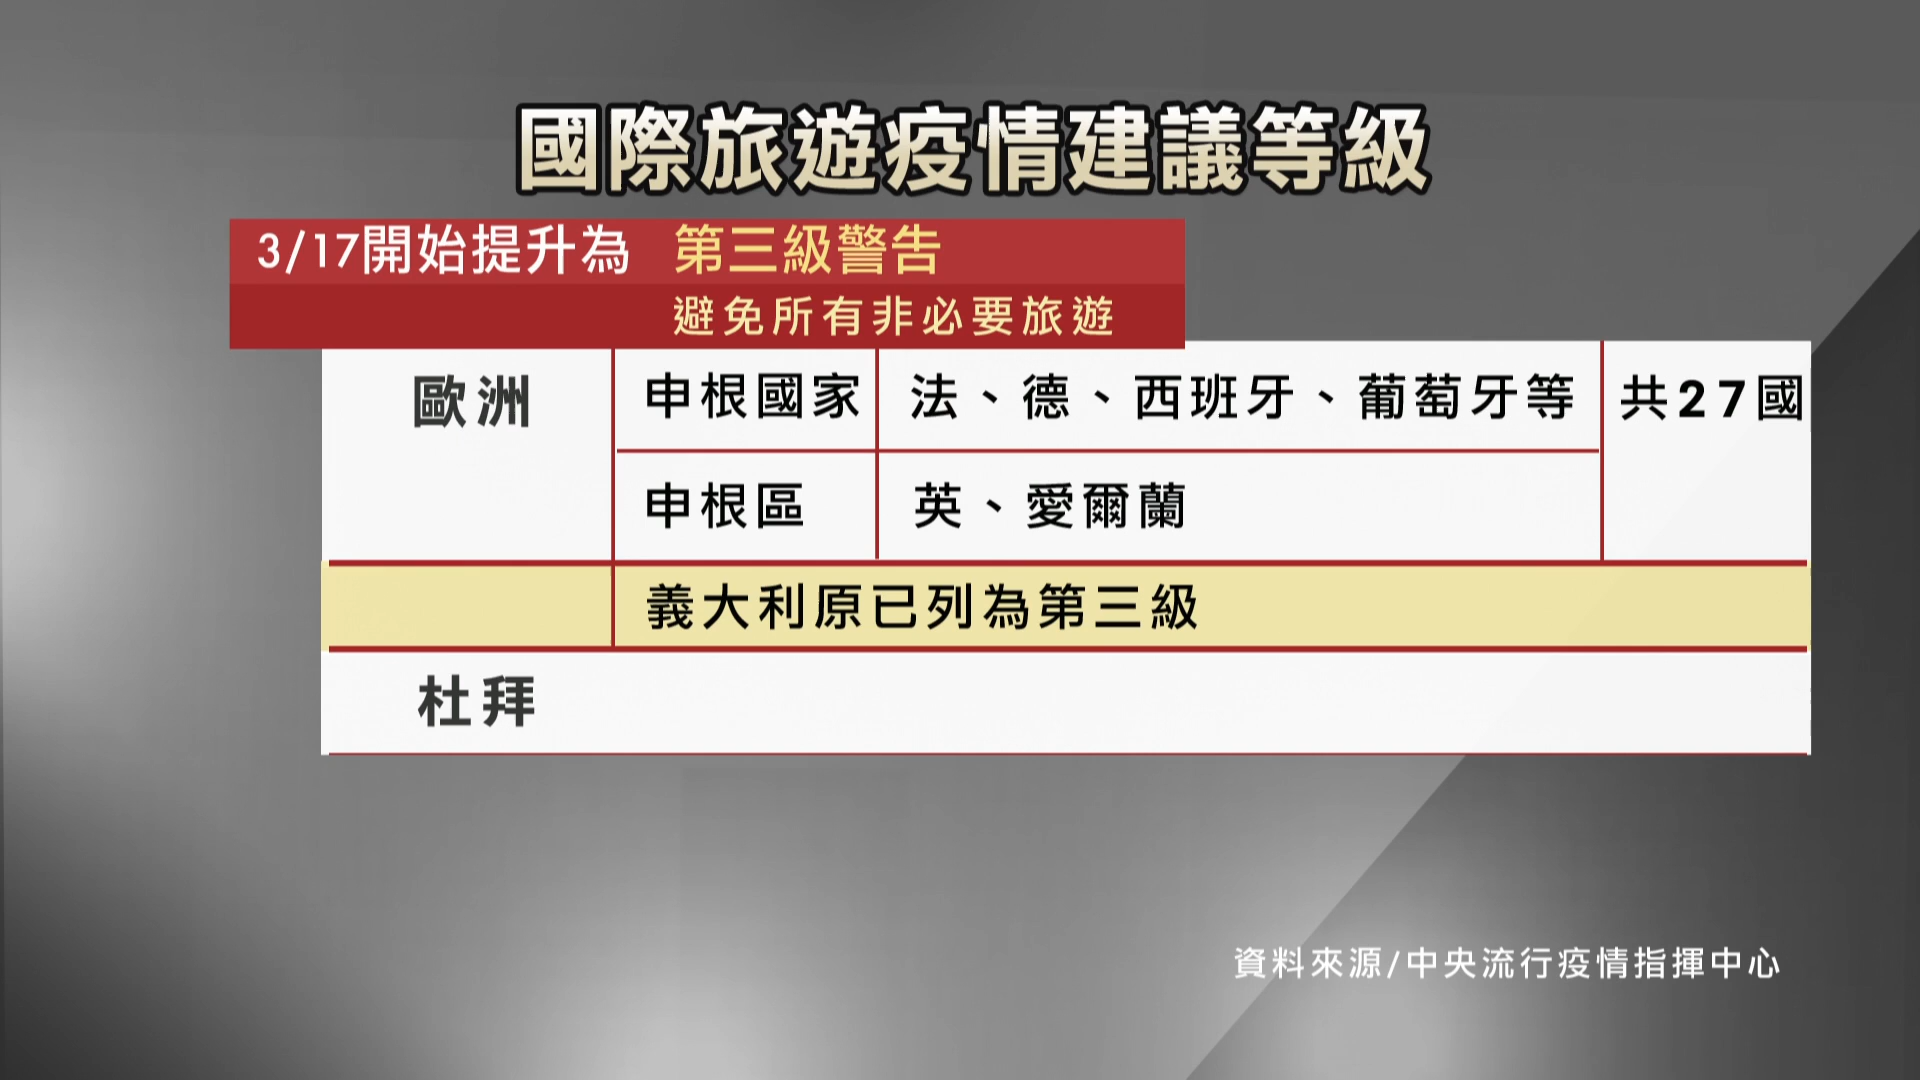 國際旅遊疫情建議等級
3/17開始提升為 第三級警告
避免所有非必要旅遊
歐洲 申根國家 法、德、西班牙、葡萄牙等 共27國
申根區 英、愛爾蘭
義大利原已列為第三級
杜拜
資料來源/中央流行疫情指揮中心